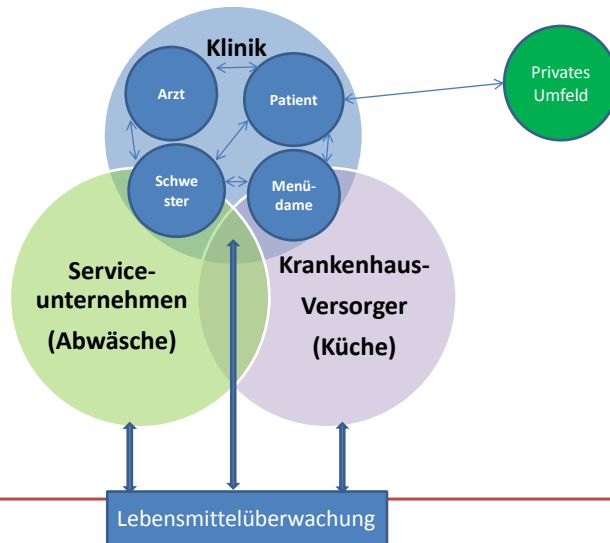 Klinik
Arzt
Patient
Privates
Umfeld
Schwe
ster
Menü-
dame
Service-
unternehmen
(Abwäsche)
Krankenhaus-
Versorger
(Küche)
Lebensmittelüberwachung